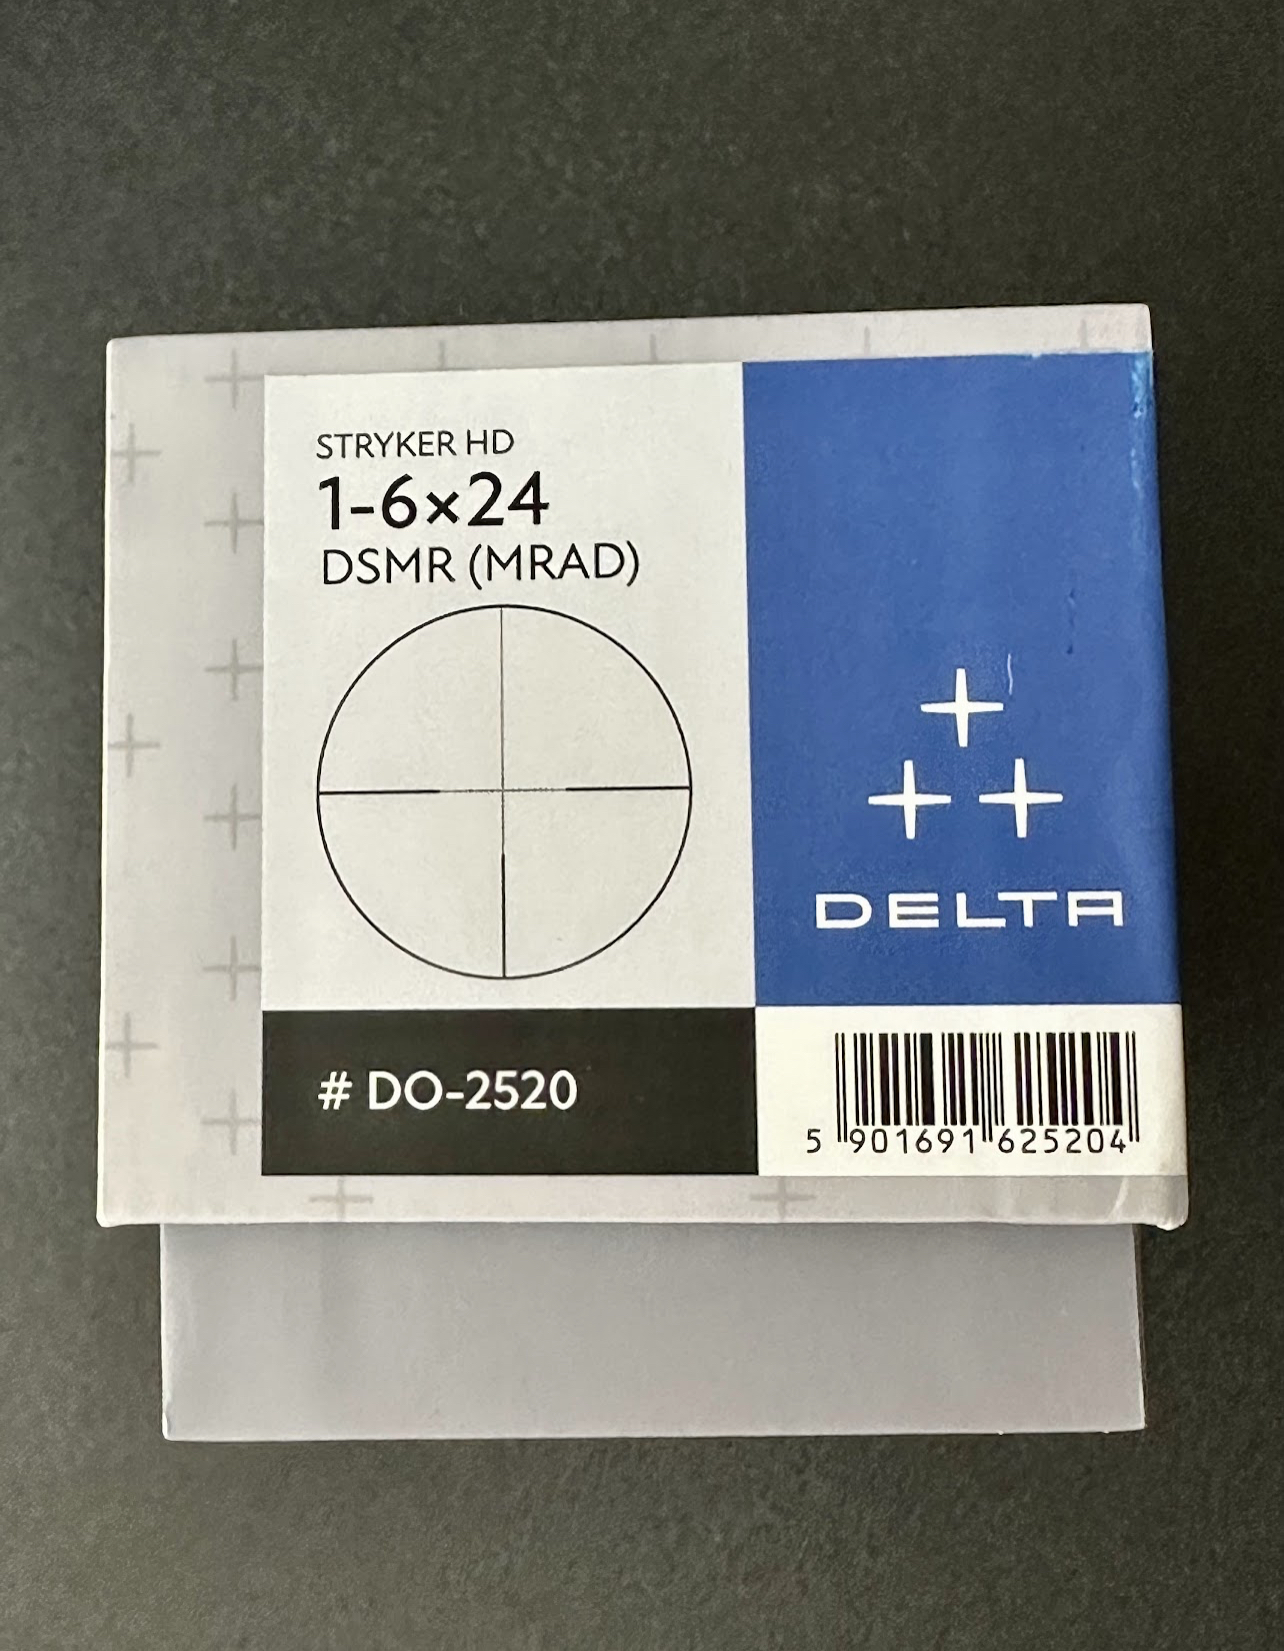 STRYKER HD
1-6×24
DSMR (MRAD)
DELTA
# DO-2520
5 901691 625204